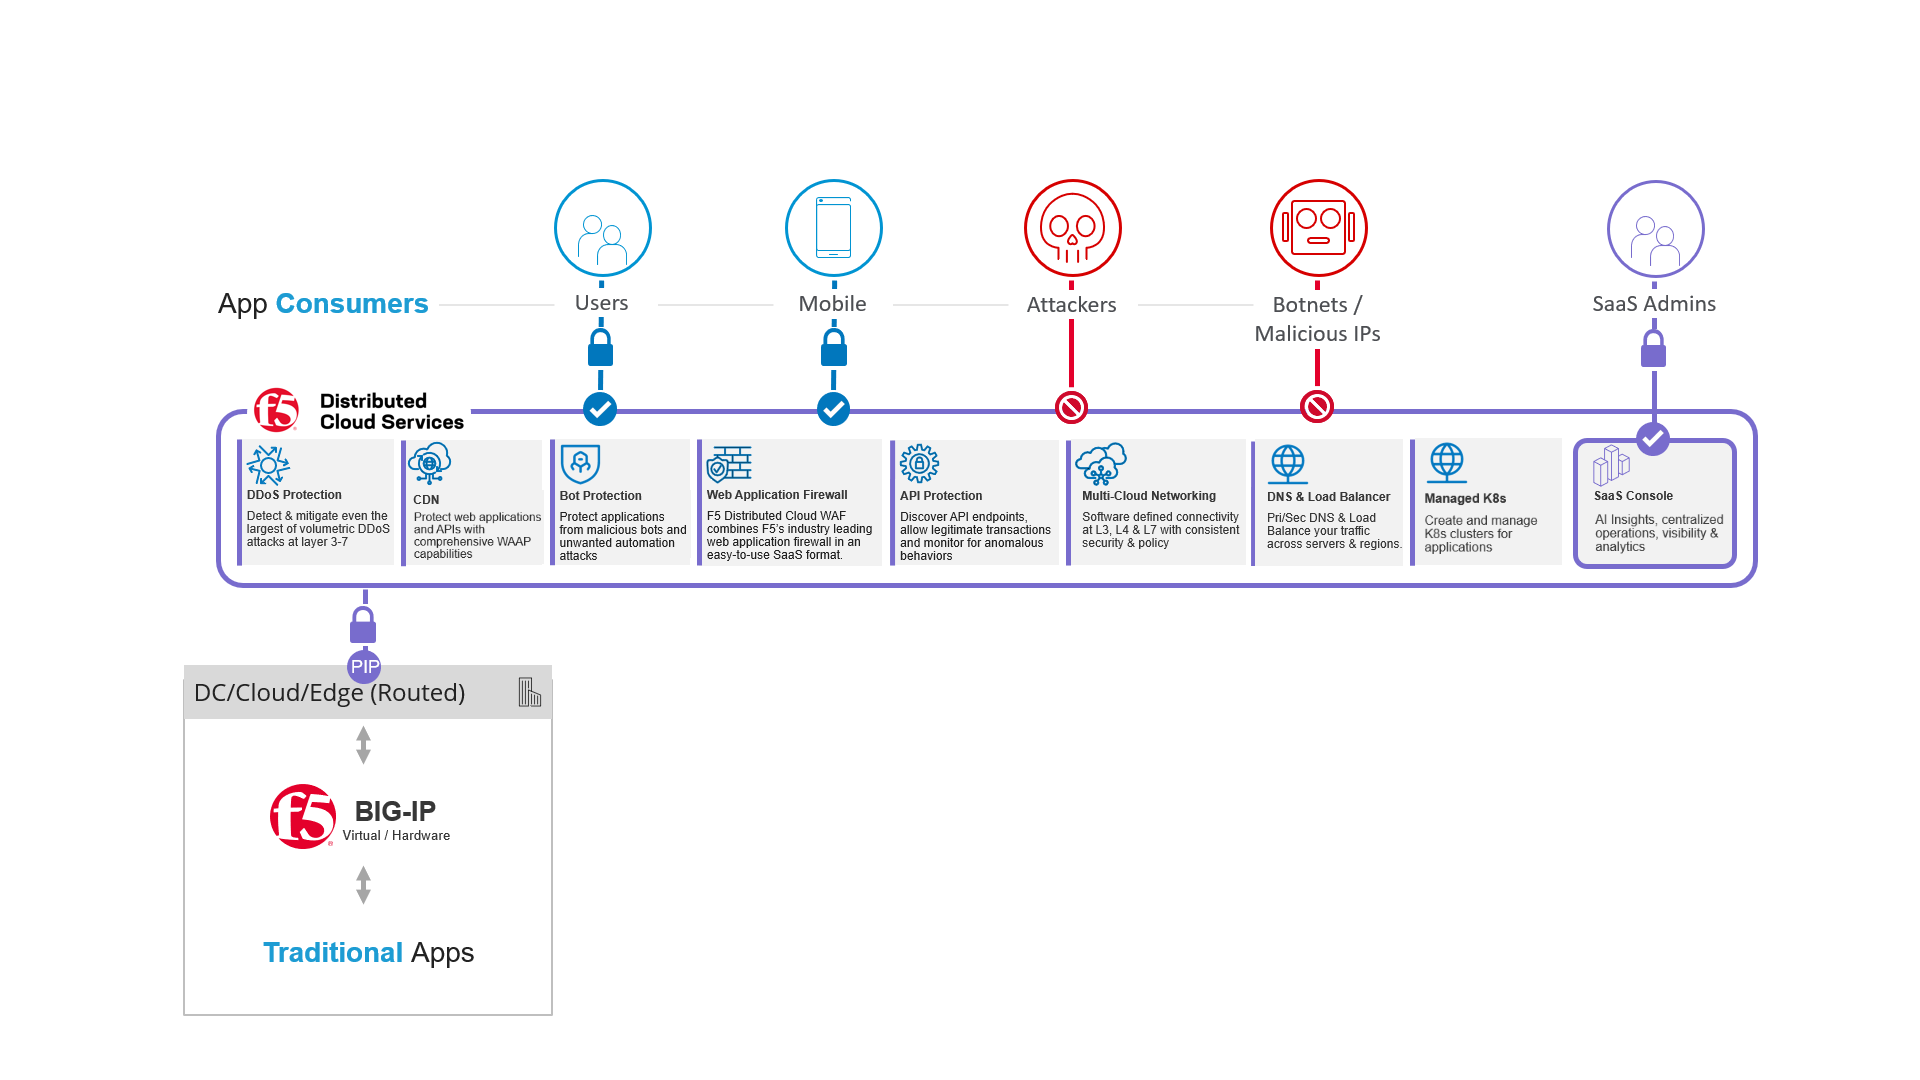 App Consumers
Users
Mobile
Attackers
Botnets /
Malicious IPs
SaaS Admins
f5
Distributed
Cloud Services
DDoS Protection
Detect & mitigate even the
largest of volumetric DDoS
attacks at layer 3-7
CDN
Protect web applications
and APIs with
comprehensive WAAP
capabilities
Bot Protection
Protect applications
from malicious bots and
unwanted automation
attacks
Web Application Firewall
F5 Distributed Cloud WAF
combines F5's industry leading
web application firewall in an
easy-to-use SaaS format.
API Protection
Discover API endpoints,
allow legitimate transactions
and monitor for anomalous
behaviors
Multi-Cloud Networking
Software defined connectivity
at L3, L4 & L7 with consistent
security & policy
DNS & Load Balancer
Pri/Sec DNS & Load
Balance your traffic
across servers & regions.
Managed K8s
Create and manage
K8s clusters for
applications
SaaS Console
AI Insights, centralized
operations, visibility &
analytics
PIP
DC/Cloud/Edge (Routed)
f5
BIG-IP
Virtual / Hardware
Traditional Apps